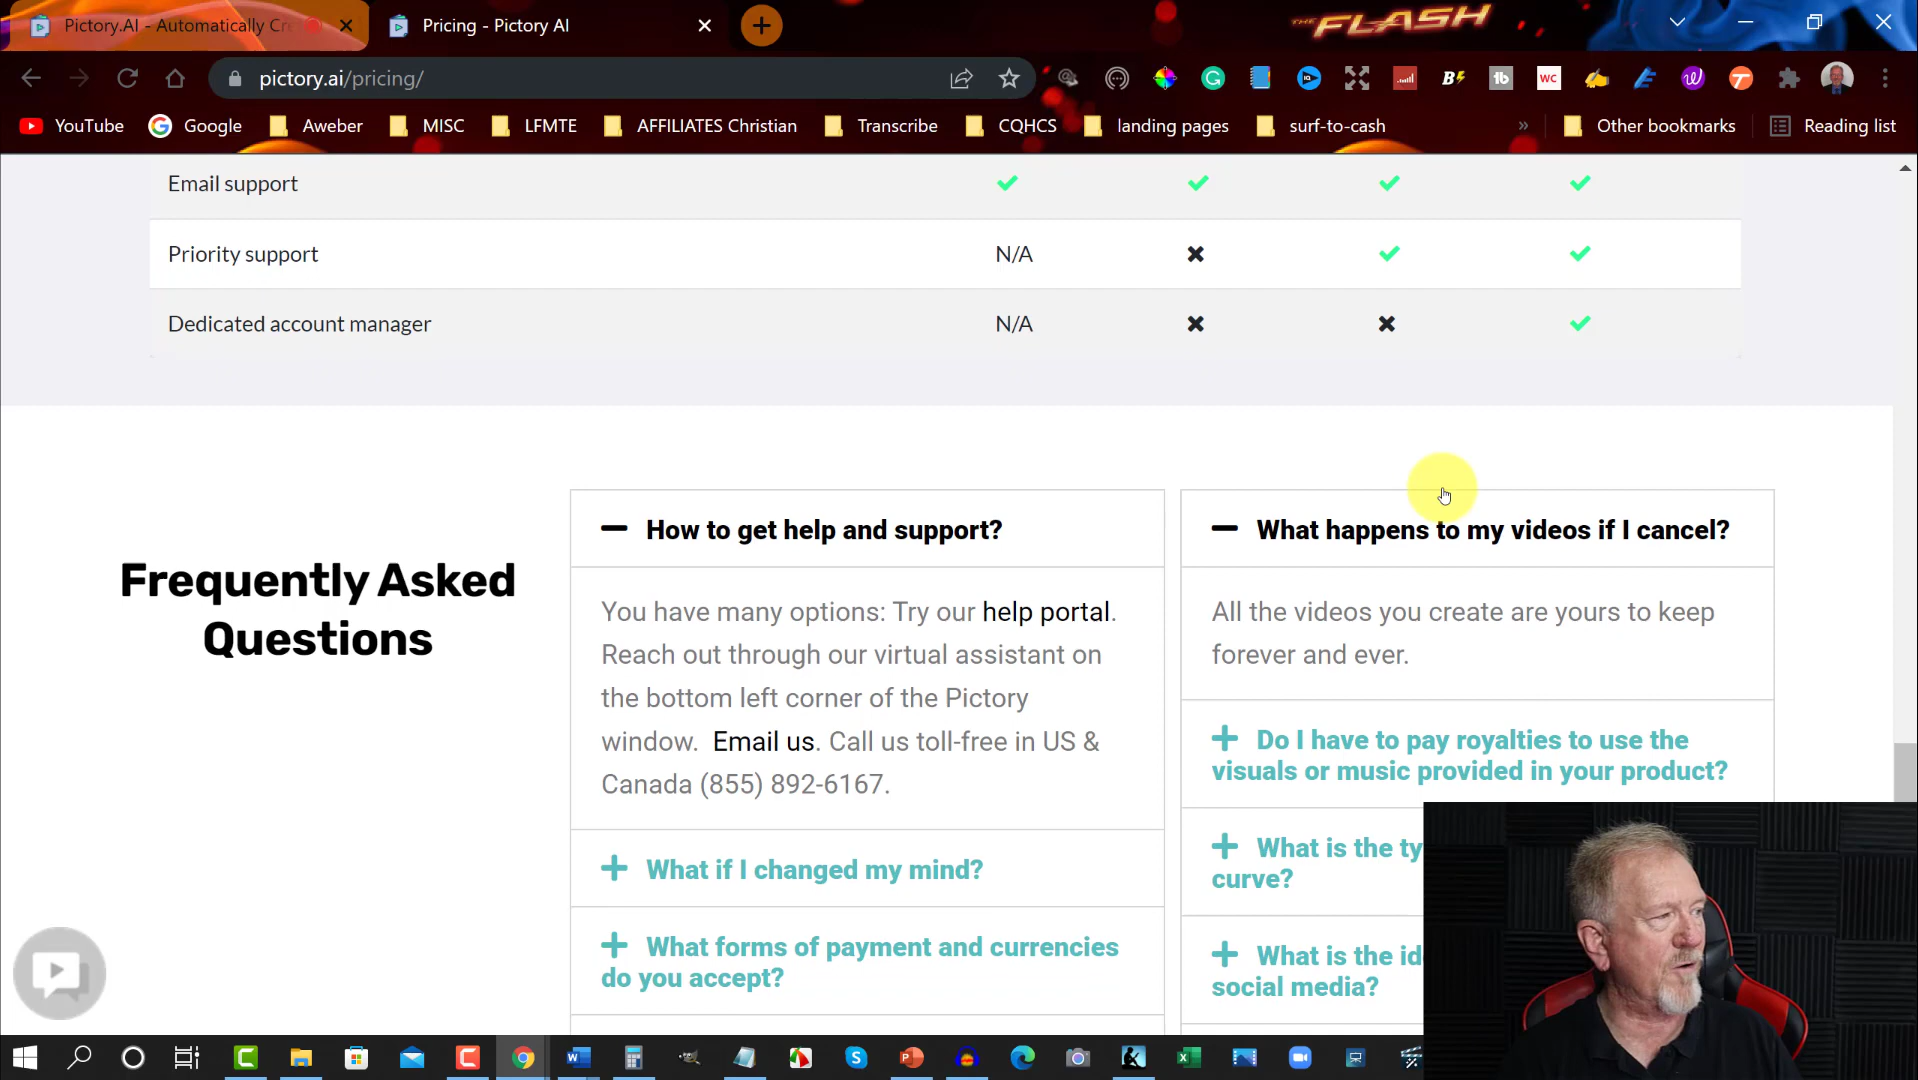 Pictory.AI - Automatically Cre
Pricing - Pictory AI
THE FLASH
pictory.ai/pricing/
YouTube
Google
Aweber
MISC
LFMTE
AFFILIATES Christian
Transcribe
CQHCS
landing pages
surf-to-cash
»
Other bookmarks
Reading list
Email support
Priority support N/A
Dedicated account manager N/A
Frequently Asked
Questions
How to get help and support?
You have many options: Try our help portal.
Reach out through our virtual assistant on
the bottom left corner of the Pictory
window. Email us. Call us toll-free in US &
Canada (855) 892-6167.
What if I changed my mind?
What forms of payment and currencies
do you accept?
What happens to my videos if I cancel?
All the videos you create are yours to keep
forever and ever.
Do I have to pay royalties to use the
visuals or music provided in your product?
What is the ty
curve?
What is the id
social media?